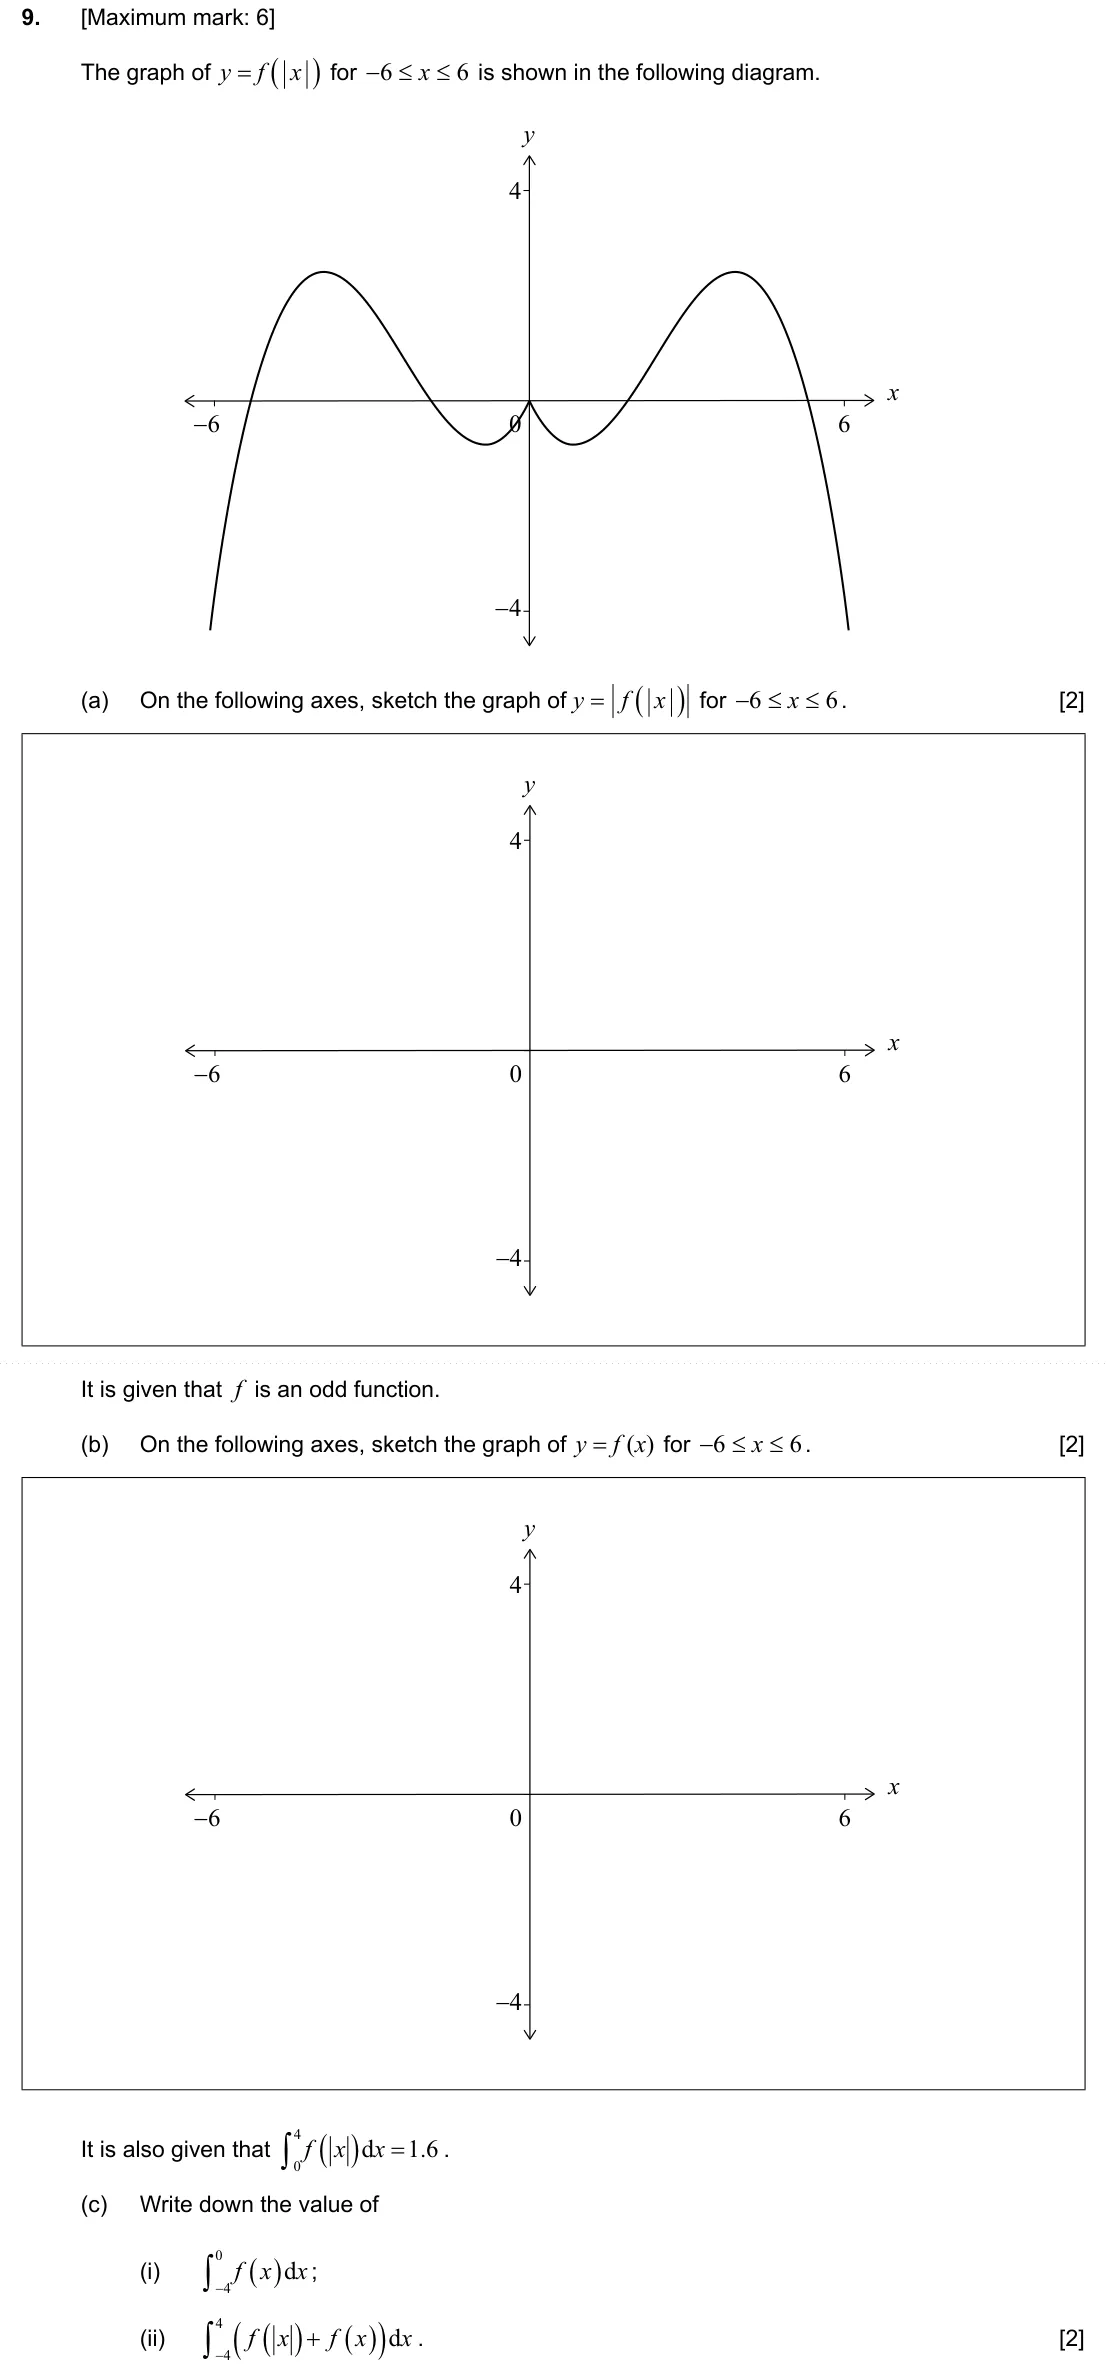 9. [Maximum mark: 6]
The graph of y = f(|x|) for −6 ≤ x ≤ 6 is shown in the following diagram.
y
4
x
−6
0
6
−4
(a) On the following axes, sketch the graph of y = |f(|x|)| for −6 ≤ x ≤ 6. [2]
y
4
x
−6
0
6
−4
It is given that f is an odd function.
(b) On the following axes, sketch the graph of y = f(x) for −6 ≤ x ≤ 6. [2]
y
4
x
−6
0
6
−4
It is also given that ∫₀⁴ f(|x|)dx = 1.6.
(c) Write down the value of
(i) ∫₋₄⁰ f(x)dx;
(ii) ∫₋₄⁴ (f(|x|) + f(x))dx. [2]